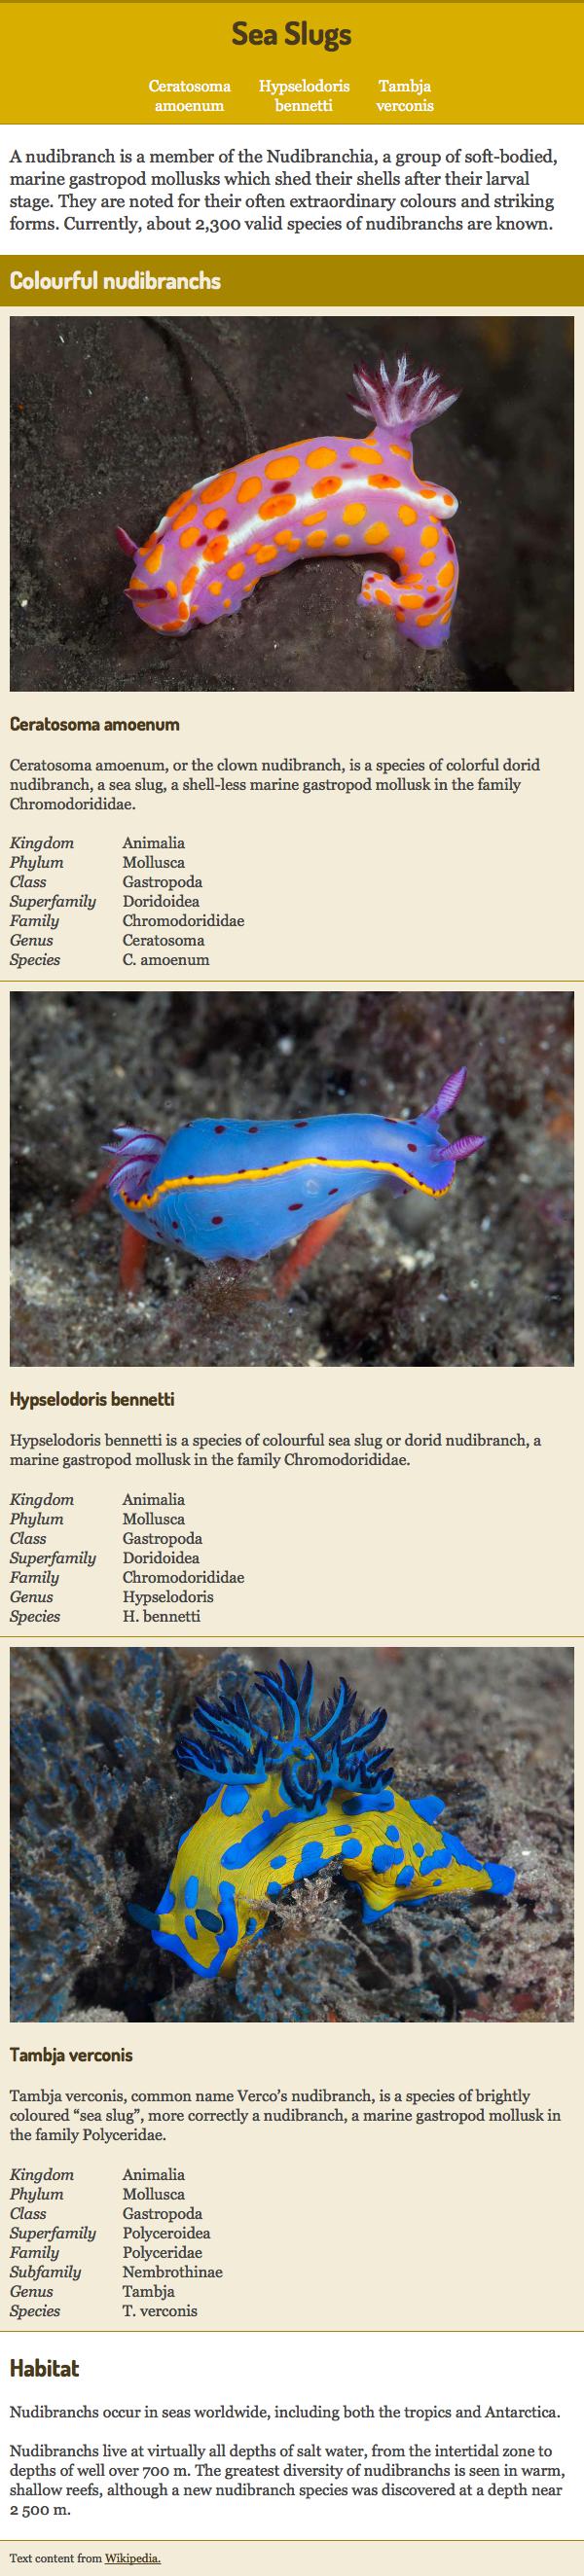 Sea Slugs
Ceratosoma amoenum
Hypselodoris bennetti
Tambja verconis
A nudibranch is a member of the Nudibranchia, a group of soft-bodied,
marine gastropod mollusks which shed their shells after their larval
stage. They are noted for their often extraordinary colours and striking
forms. Currently, about 2,300 valid species of nudibranchs are known.
Colourful nudibranchs
Ceratosoma amoenum
Ceratosoma amoenum, or the clown nudibranch, is a species of colorful dorid
nudibranch, a sea slug, a shell-less marine gastropod mollusk in the family
Chromodorididae.
Kingdom Animalia
Phylum Mollusca
Class Gastropoda
Superfamily Doridoidea
Family Chromodorididae
Genus Ceratosoma
Species C. amoenum
Hypselodoris bennetti
Hypselodoris bennetti is a species of colourful sea slug or dorid nudibranch, a
marine gastropod mollusk in the family Chromodorididae.
Kingdom Animalia
Phylum Mollusca
Class Gastropoda
Superfamily Doridoidea
Family Chromodorididae
Genus Hypselodoris
Species H. bennetti
Tambja verconis
Tambja verconis, common name Verco’s nudibranch, is a species of brightly
coloured “sea slug”, more correctly a nudibranch, a marine gastropod mollusk in
the family Polyceridae.
Kingdom Animalia
Phylum Mollusca
Class Gastropoda
Superfamily Polyceroidea
Family Polyceridae
Subfamily Nembrothinae
Genus Tambja
Species T. verconis
Habitat
Nudibranchs occur in seas worldwide, including both the tropics and Antarctica.
Nudibranchs live at virtually all depths of salt water, from the intertidal zone to
depths of well over 700 m. The greatest diversity of nudibranchs is seen in warm,
shallow reefs, although a new nudibranch species was discovered at a depth near
2 500 m.
Text content from Wikipedia.